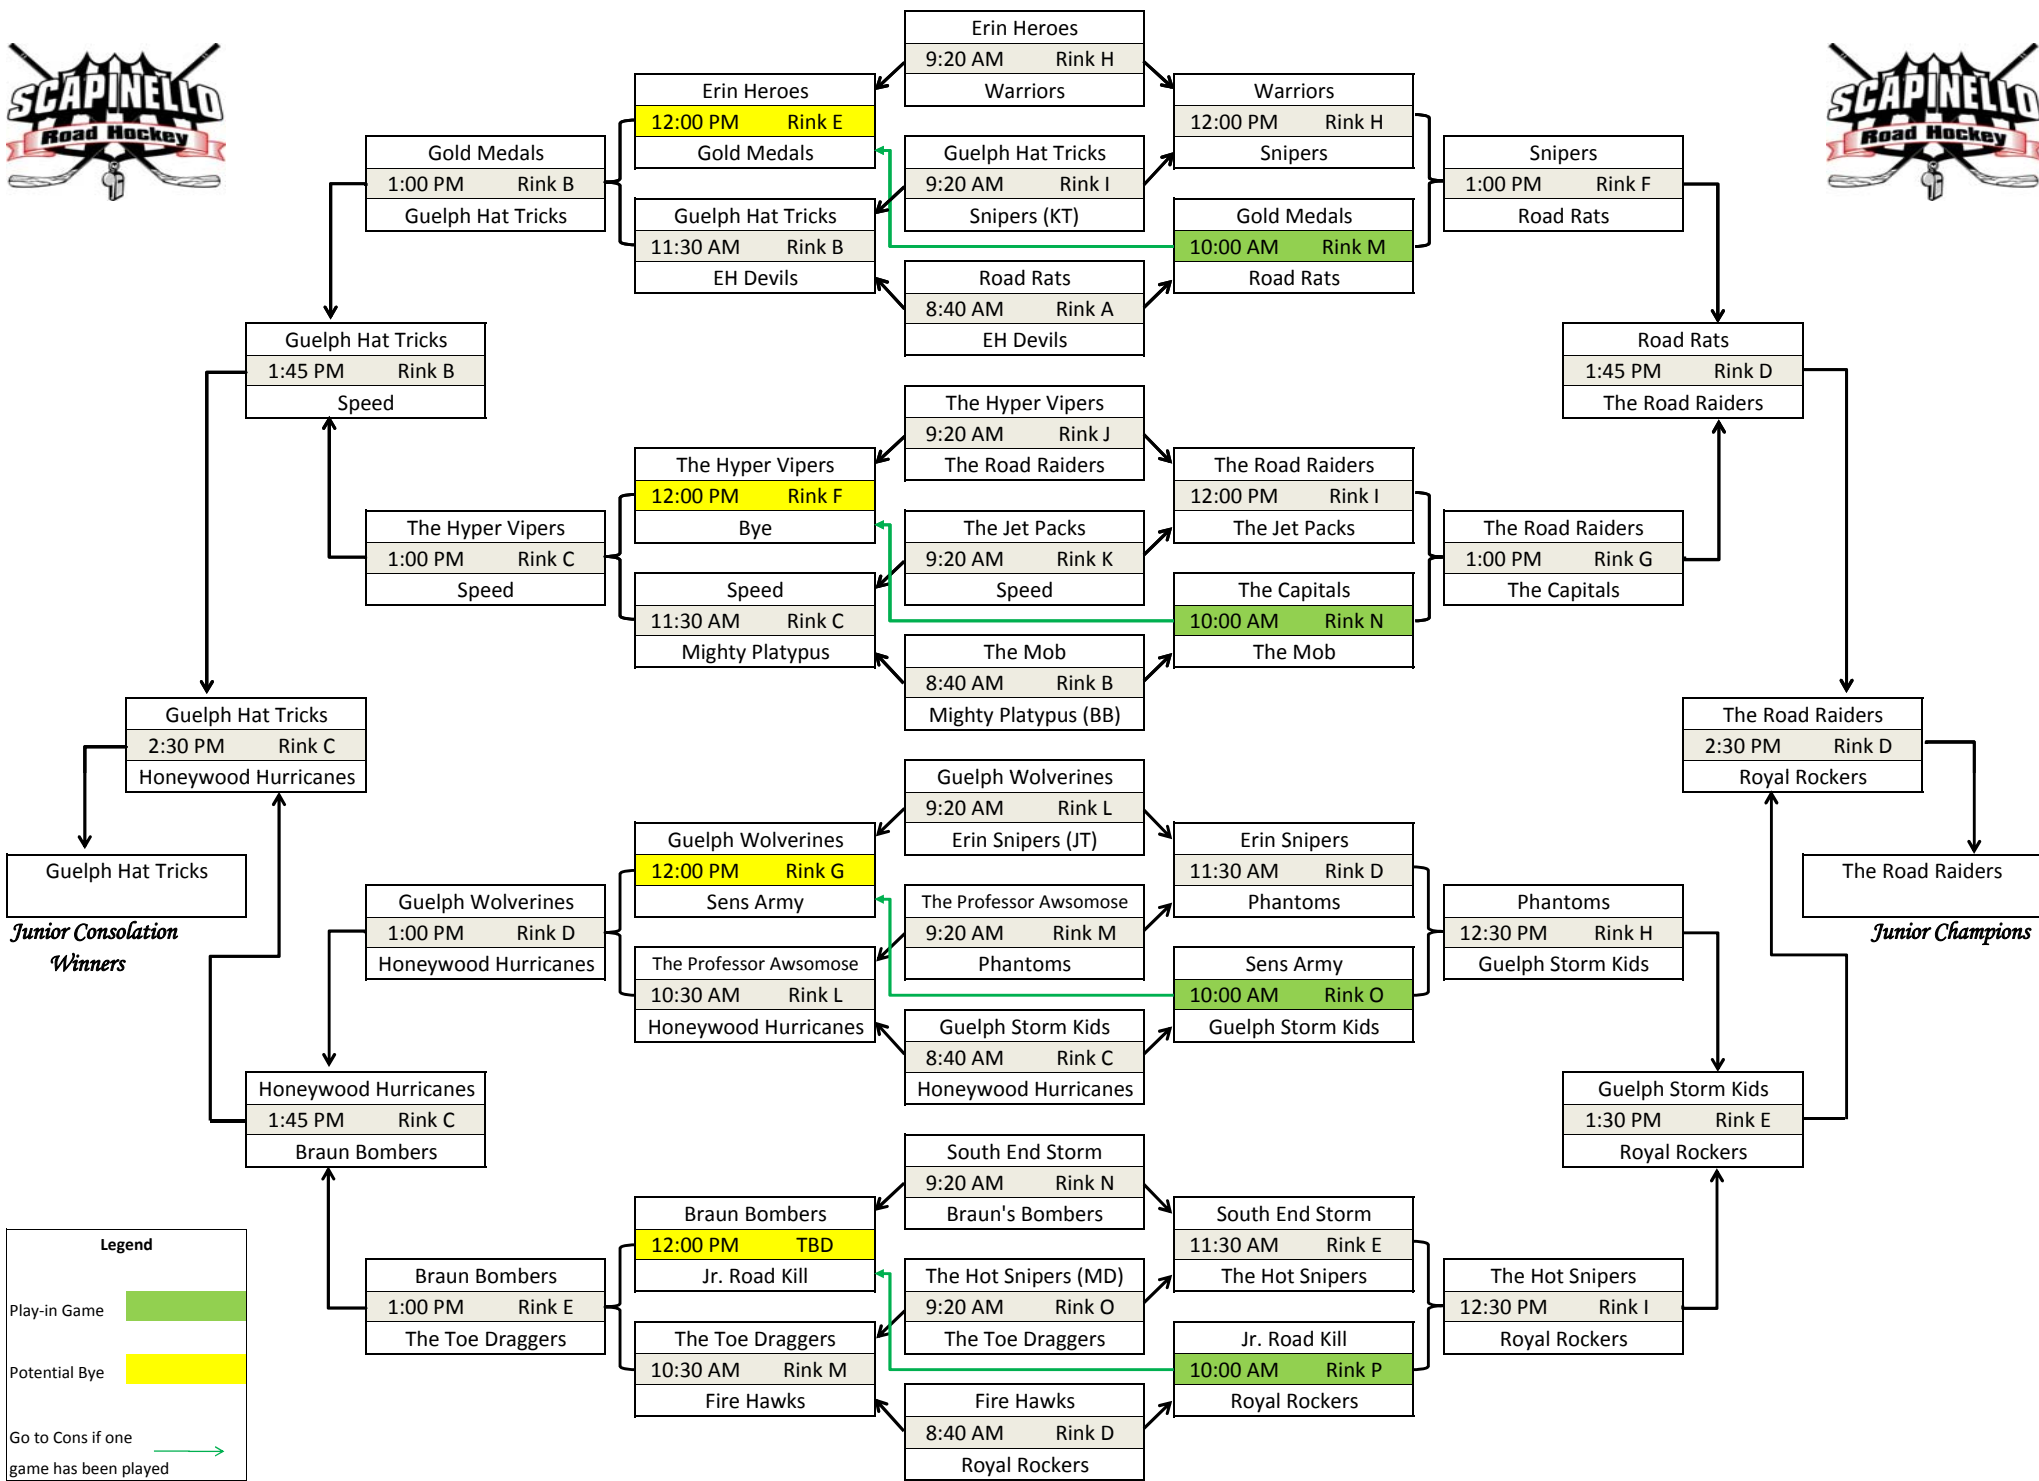 SCAPINELLO
Road Hockey
SCAPINELLO
Road Hockey
Erin Heroes
9:20 AM Rink H
Warriors
Erin Heroes
12:00 PM Rink E
Gold Medals
Warriors
12:00 PM Rink H
Snipers
Gold Medals
1:00 PM Rink B
Guelph Hat Tricks
Guelph Hat Tricks
9:20 AM Rink I
Snipers (KT)
Snipers
1:00 PM Rink F
Road Rats
Guelph Hat Tricks
11:30 AM Rink B
EH Devils
Gold Medals
10:00 AM Rink M
Road Rats
Road Rats
8:40 AM Rink A
EH Devils
Guelph Hat Tricks
1:45 PM Rink B
Speed
Road Rats
1:45 PM Rink D
The Road Raiders
The Hyper Vipers
9:20 AM Rink J
The Road Raiders
The Hyper Vipers
12:00 PM Rink F
Bye
The Road Raiders
12:00 PM Rink I
The Jet Packs
The Hyper Vipers
1:00 PM Rink C
Speed
The Jet Packs
9:20 AM Rink K
Speed
The Road Raiders
1:00 PM Rink G
The Capitals
Speed
11:30 AM Rink C
Mighty Platypus
The Capitals
10:00 AM Rink N
The Mob
The Mob
8:40 AM Rink B
Mighty Platypus (BB)
Guelph Hat Tricks
2:30 PM Rink C
Honeywood Hurricanes
The Road Raiders
2:30 PM Rink D
Royal Rockers
Guelph Wolverines
9:20 AM Rink L
Erin Snipers (JT)
Guelph Wolverines
12:00 PM Rink G
Sens Army
Erin Snipers
11:30 AM Rink D
Phantoms
Guelph Hat Tricks
Junior Consolation
Winners
The Road Raiders
Junior Champions
Guelph Wolverines
1:00 PM Rink D
Honeywood Hurricanes
The Professor Awsomose
9:20 AM Rink M
Phantoms
Phantoms
12:30 PM Rink H
Guelph Storm Kids
The Professor Awsomose
10:30 AM Rink L
Honeywood Hurricanes
Sens Army
10:00 AM Rink O
Guelph Storm Kids
Guelph Storm Kids
8:40 AM Rink C
Honeywood Hurricanes
Honeywood Hurricanes
1:45 PM Rink C
Braun Bombers
Guelph Storm Kids
1:30 PM Rink E
Royal Rockers
South End Storm
9:20 AM Rink N
Braun's Bombers
Braun Bombers
12:00 PM TBD
Jr. Road Kill
South End Storm
11:30 AM Rink E
The Hot Snipers
Braun Bombers
1:00 PM Rink E
The Toe Draggers
The Hot Snipers (MD)
9:20 AM Rink O
The Toe Draggers
The Hot Snipers
12:30 PM Rink I
Royal Rockers
The Toe Draggers
10:30 AM Rink M
Fire Hawks
Jr. Road Kill
10:00 AM Rink P
Royal Rockers
Fire Hawks
8:40 AM Rink D
Royal Rockers
Legend
Play-in Game
Potential Bye
Go to Cons if one
game has been played